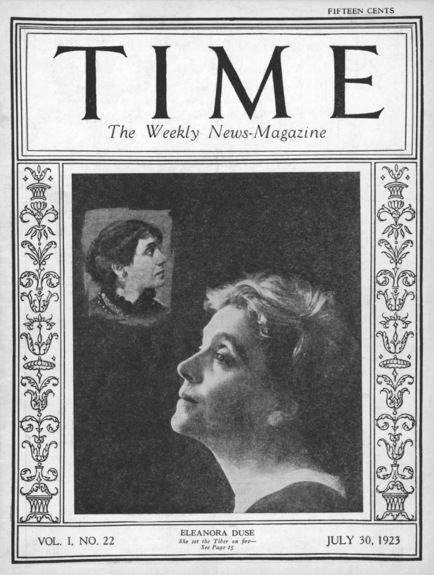 FIFTEEN CENTS
TIME
The Weekly News-Magazine
ELEANORA DUSE
She set the Tiber on fire—
See Page 15
VOL. I, NO. 22
JULY 30, 1923